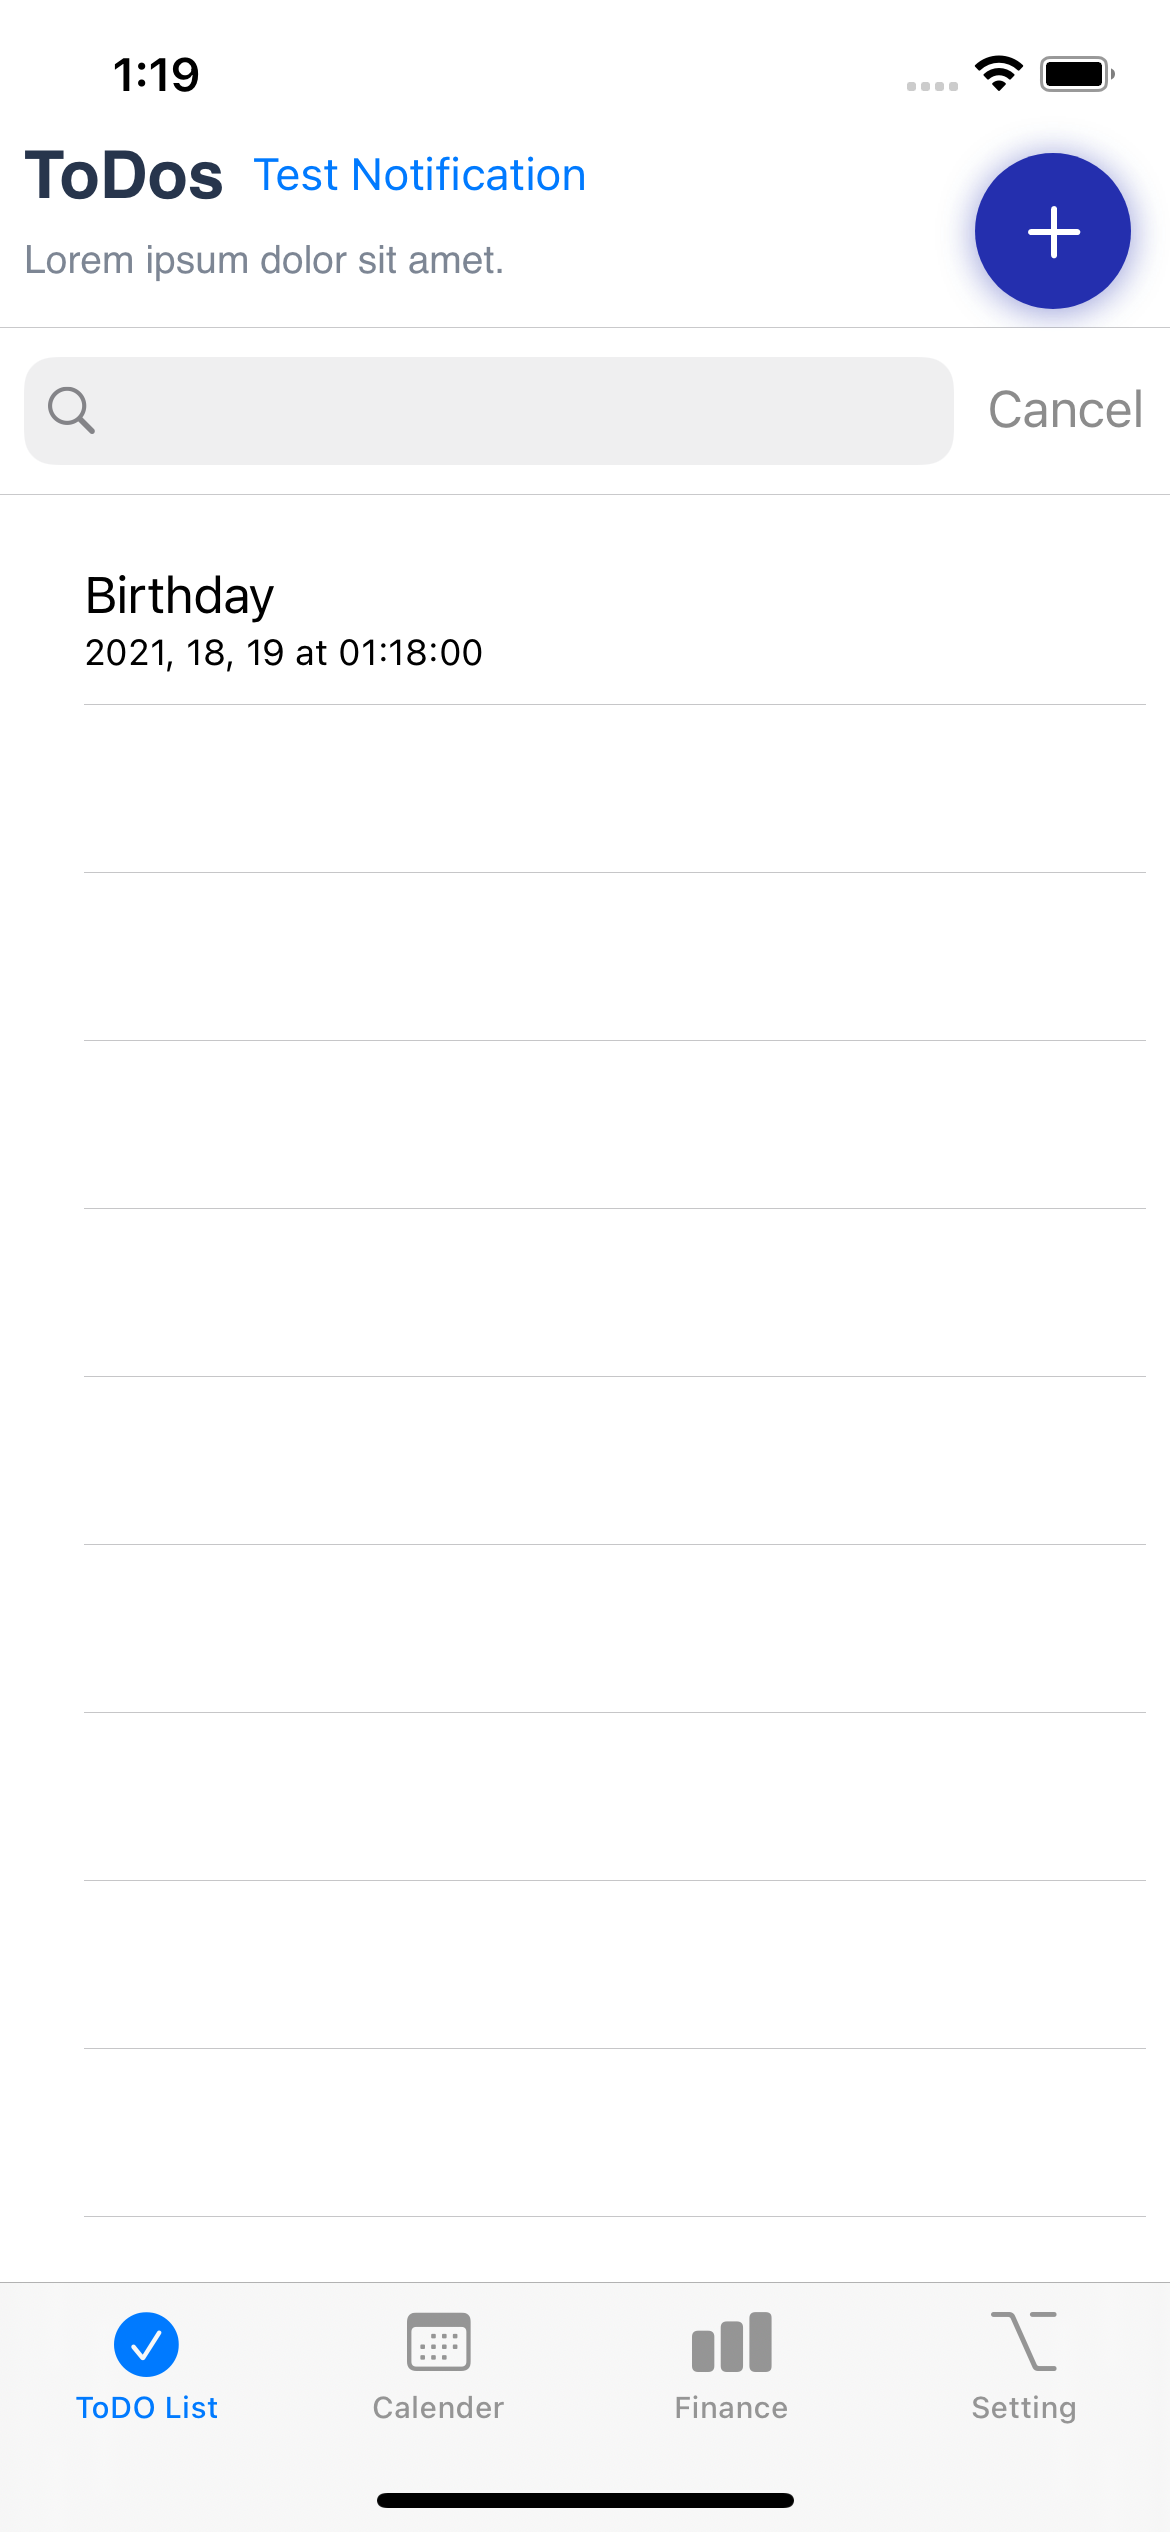 1:19
ToDos Test Notification
Lorem ipsum dolor sit amet.
Cancel
Birthday
2021, 18, 19 at 01:18:00
ToDO List Calender Finance Setting